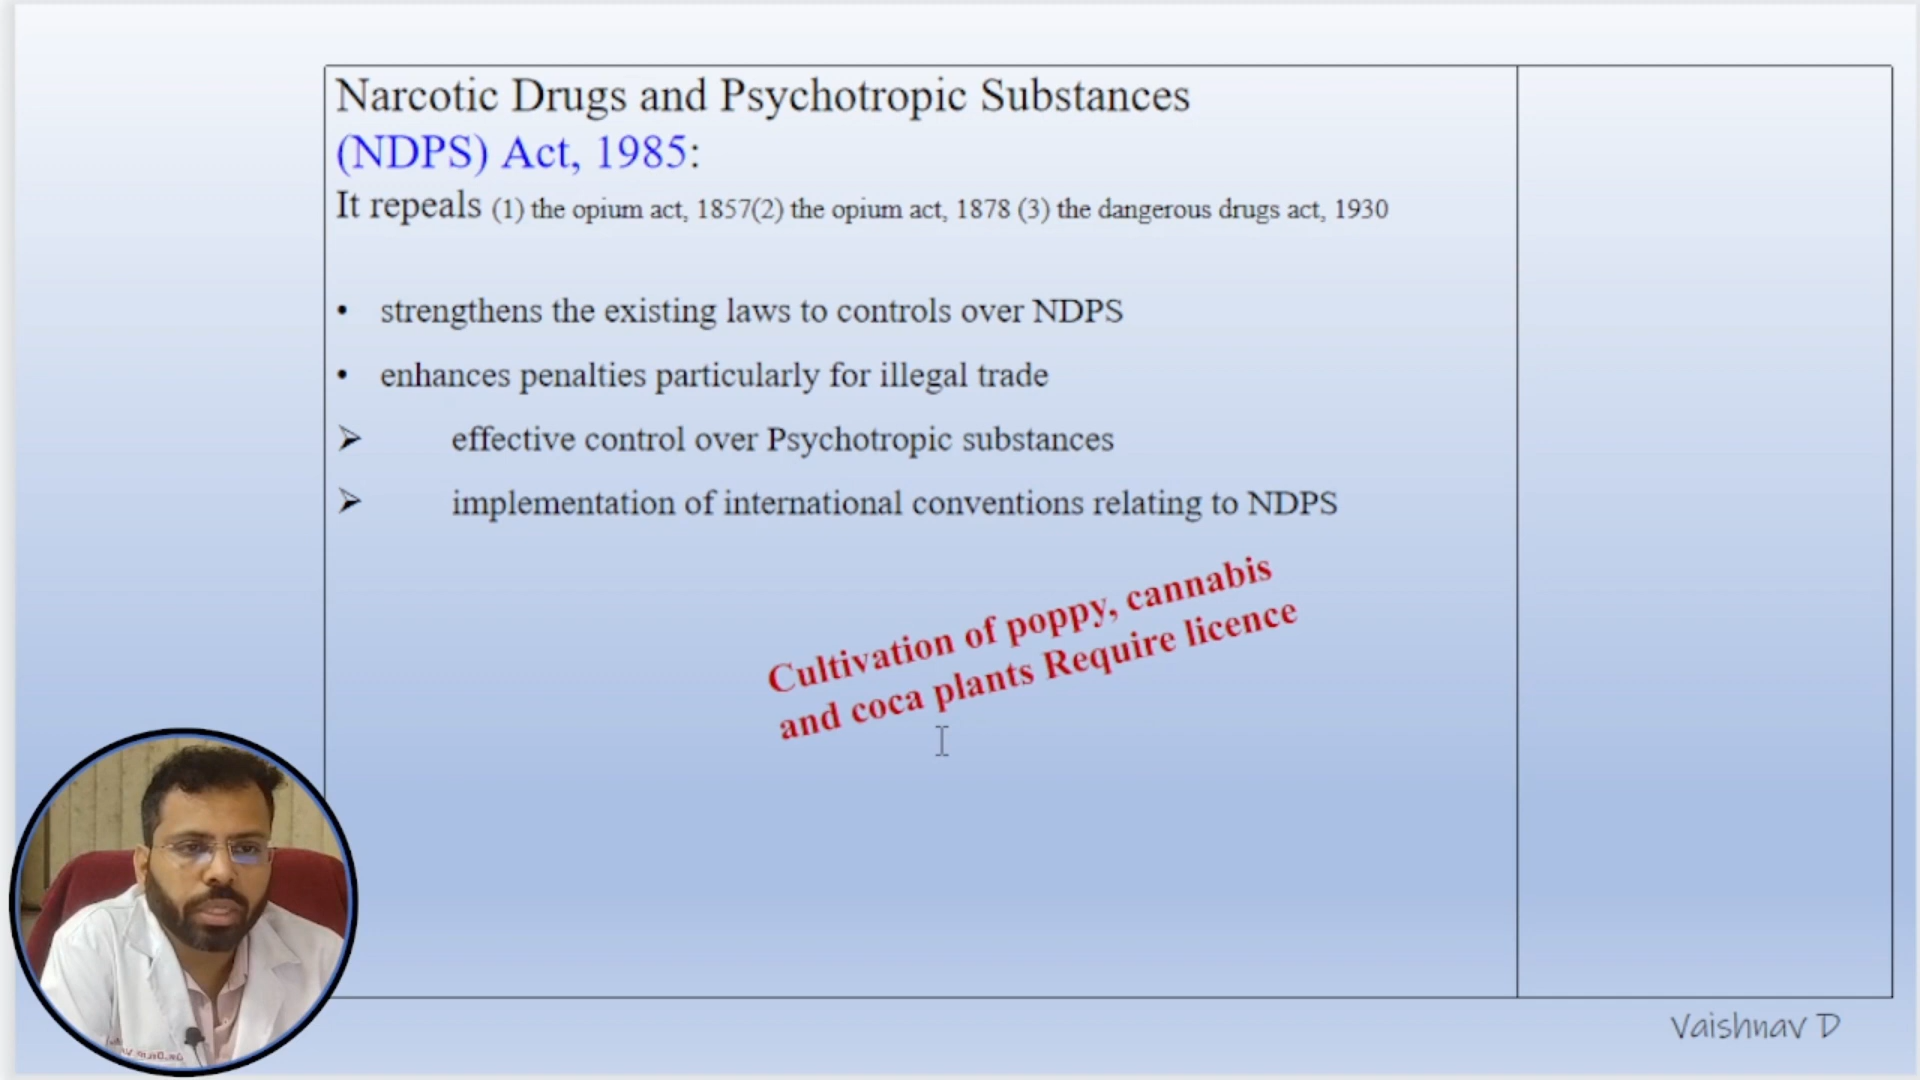 Narcotic Drugs and Psychotropic Substances
(NDPS) Act, 1985:
It repeals (1) the opium act, 1857(2) the opium act, 1878 (3) the dangerous drugs act, 1930
• strengthens the existing laws to controls over NDPS
• enhances penalties particularly for illegal trade
➢ effective control over Psychotropic substances
➢ implementation of international conventions relating to NDPS
Cultivation of poppy, cannabis
and coca plants Require licence
Vaishnav D